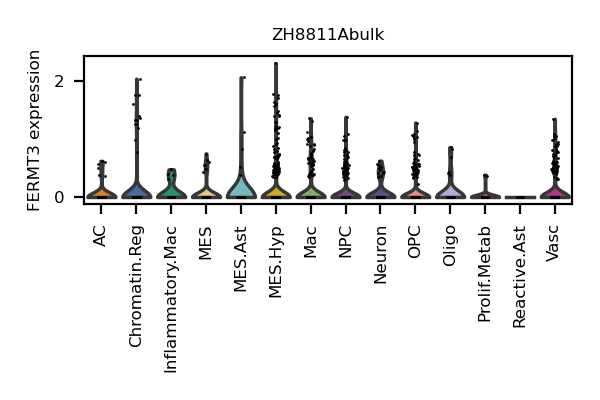 ZH8811Abulk
FERMT3 expression
2
0
AC
Chromatin.Reg
Inflammatory.Mac
MES
MES.Ast
MES.Hyp
Mac
NPC
Neuron
OPC
Oligo
Prolif.Metab
Reactive.Ast
Vasc